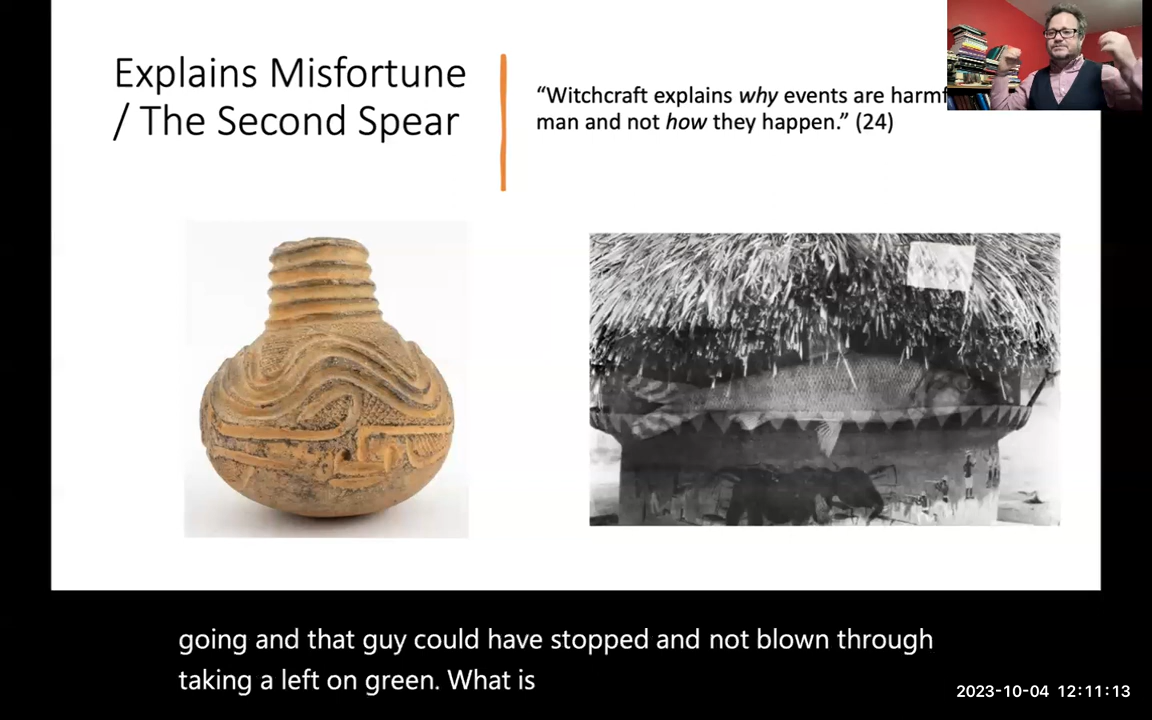 Explains Misfortune
/ The Second Spear
“Witchcraft explains why events are
man and not how they happen.” (24)
going and that guy could have stopped and not blown through
taking a left on green. What is
2023-10-04 12:11:13